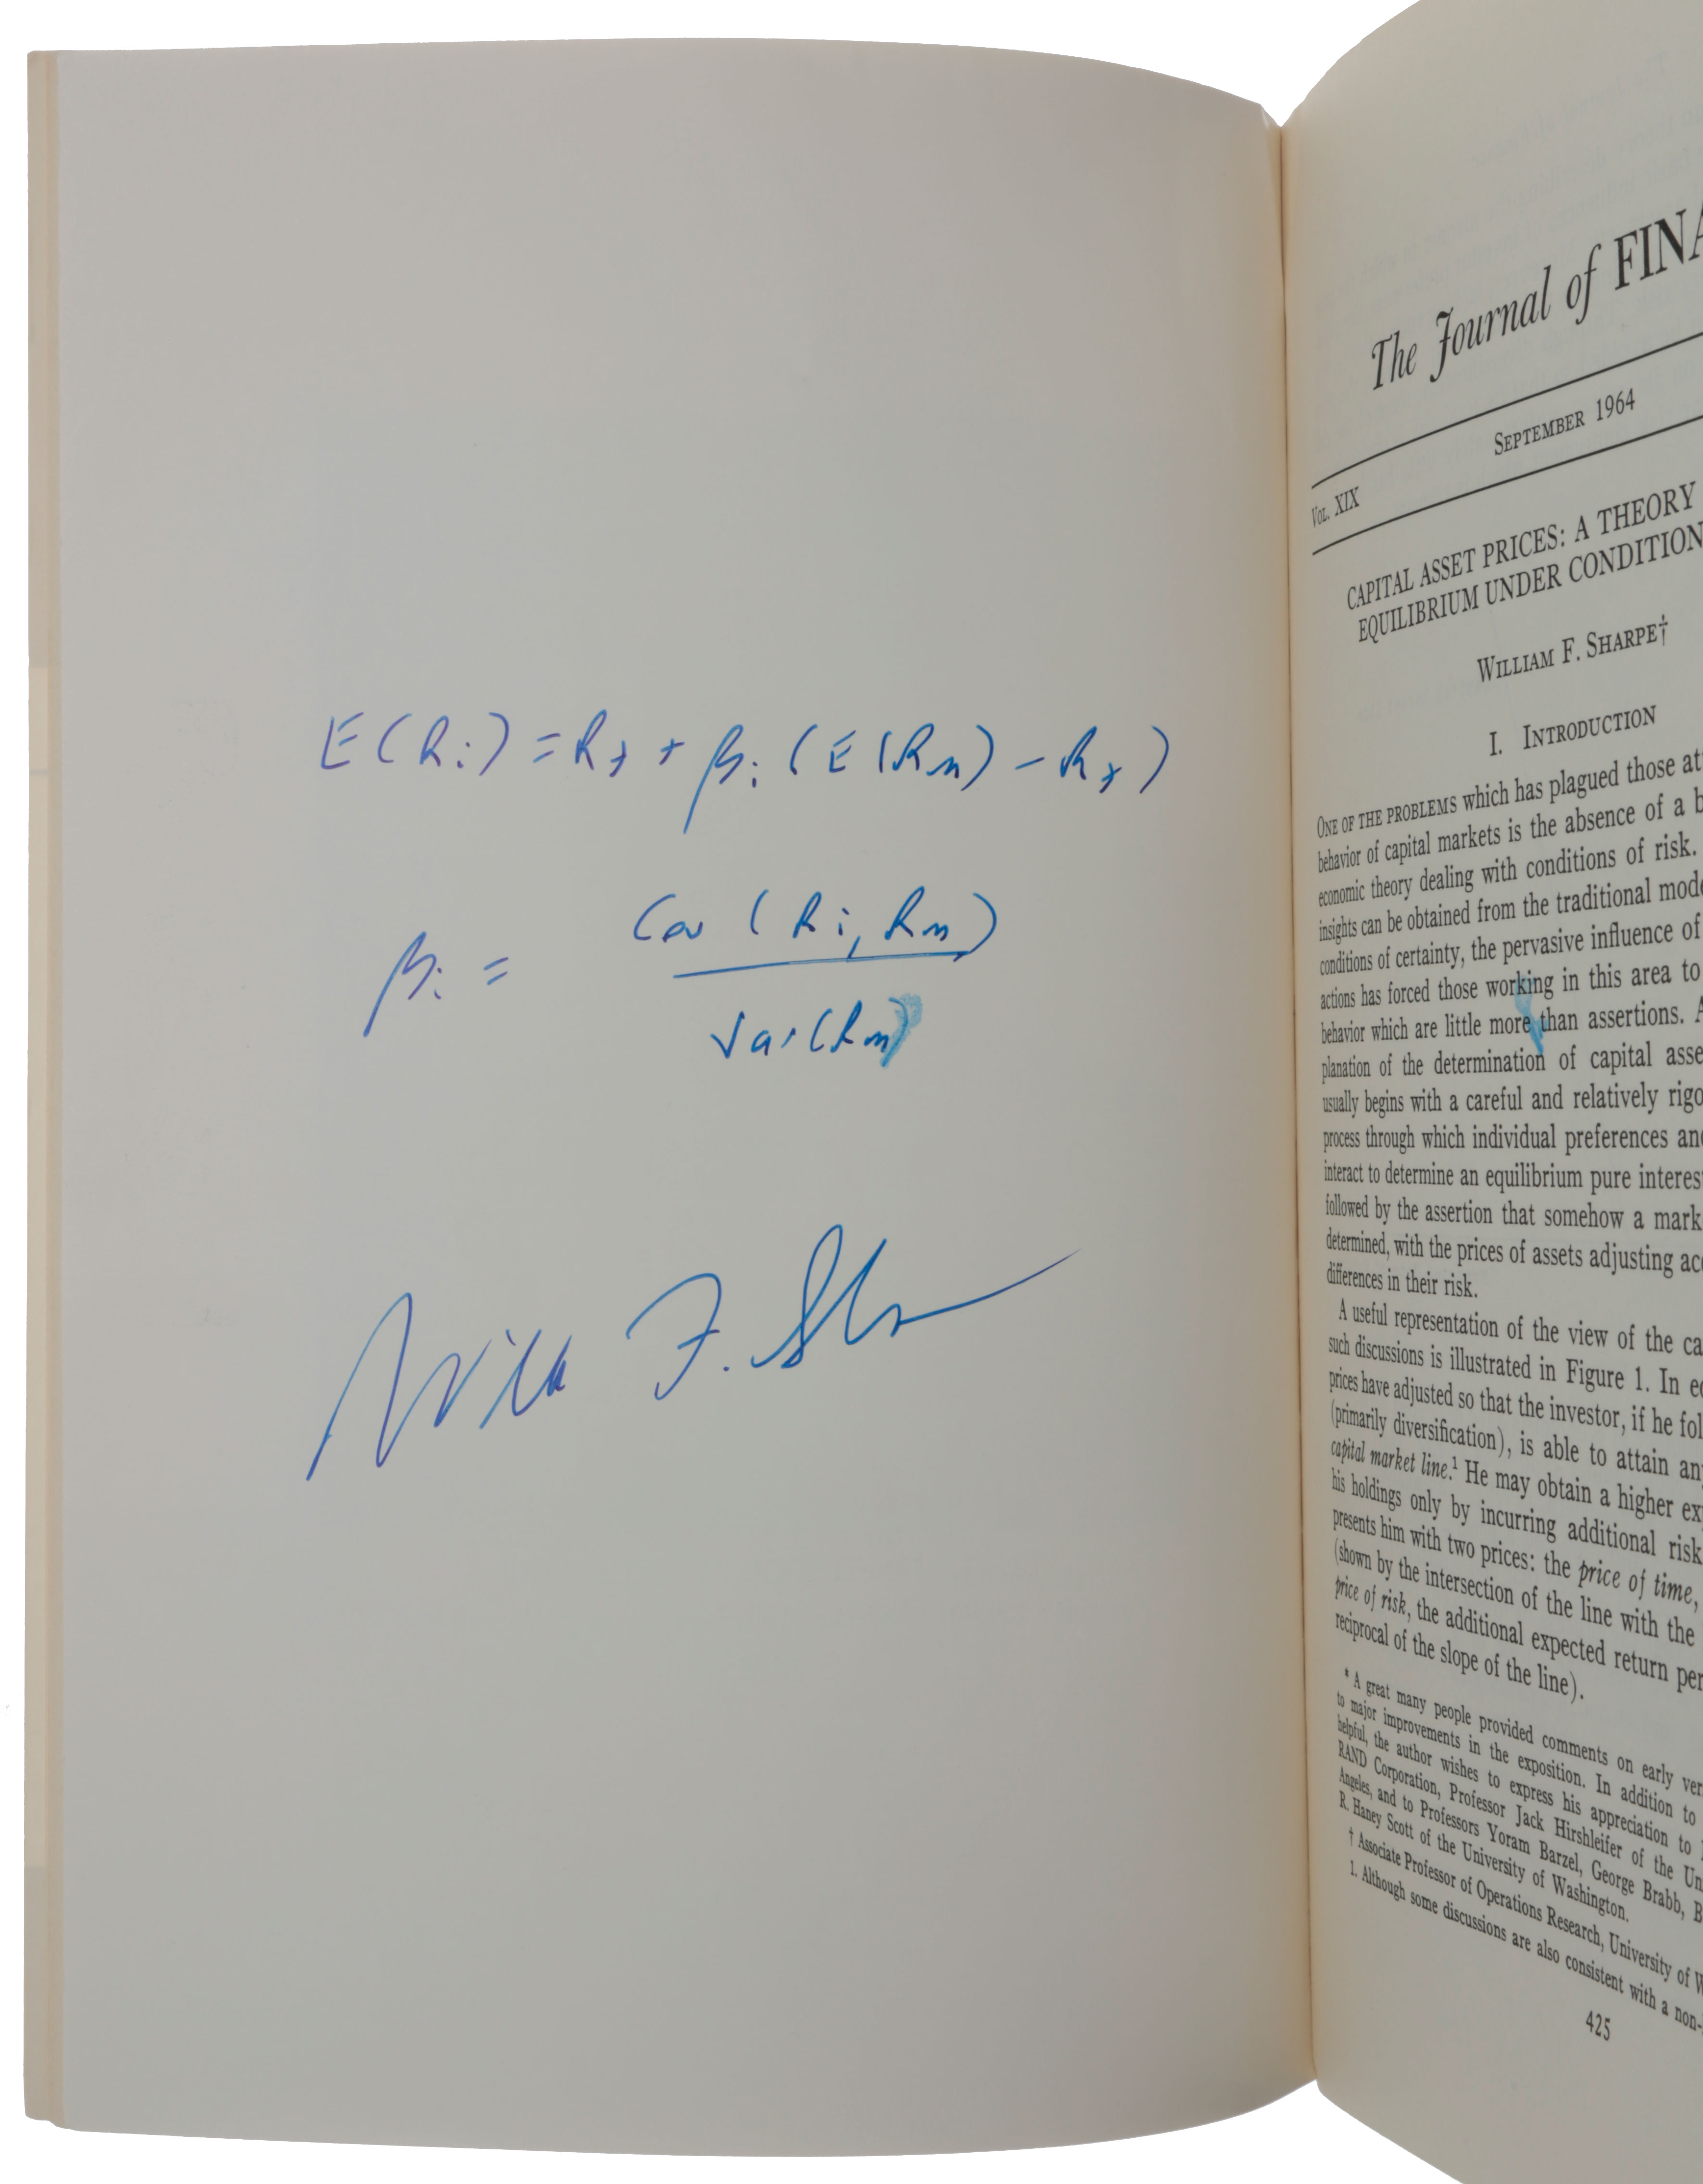 E(Ri) = Rf + βi (E(Rm) - Rf)
βi = Cov (Ri, Rm)
Var(Rm)
William F. Sharpe
The Journal of FINA
SEPTEMBER 1964
VOL. XIX
CAPITAL ASSET PRICES: A THEORY
EQUILIBRIUM UNDER CONDITION
WILLIAM F. SHARPE†
I. INTRODUCTION
ONE OF THE PROBLEMS which has plagued those at
behavior of capital markets is the absence of a b
economic theory dealing with conditions of risk.
insights can be obtained from the traditional mode
conditions of certainty, the pervasive influence of
actions has forced those working in this area to
behavior which are little more than assertions. A
planation of the determination of capital asse
usually begins with a careful and relatively rigo
process through which individual preferences and
interact to determine an equilibrium pure interes
followed by the assertion that somehow a mark
determined, with the prices of assets adjusting acc
differences in their risk.
A useful representation of the view of the ca
such discussions is illustrated in Figure 1. In eq
prices have adjusted so that the investor, if he fol
(primarily diversification), is able to attain any
capital market line.1 He may obtain a higher exp
his holdings only by incurring additional risk
presents him with two prices: the price of time,
(shown by the intersection of the line with the
price of risk, the additional expected return per
reciprocal of the slope of the line).
* A great many people provided comments on early ver
to major improvements in the exposition. In addition to
helpful, the author wishes to express his appreciation to
RAND Corporation, Professor Jack Hirshleifer of the Un
Angeles, and to Professors Yoram Barzel, George Brabb, B
R. Haney Scott of the University of Washington.
† Associate Professor of Operations Research, University of W
1. Although some discussions are also consistent with a non-
425